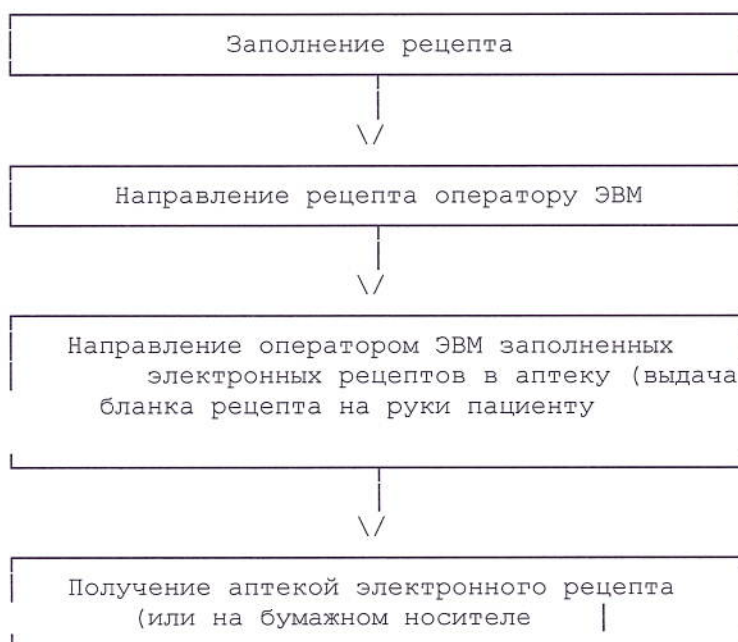 Заполнение рецепта
\/
Направление рецепта оператору ЭВМ
\/
Направление оператором ЭВМ заполненных
электронных рецептов в аптеку (выдача
бланка рецепта на руки пациенту
\/
Получение аптекой электронного рецепта
(или на бумажном носителе